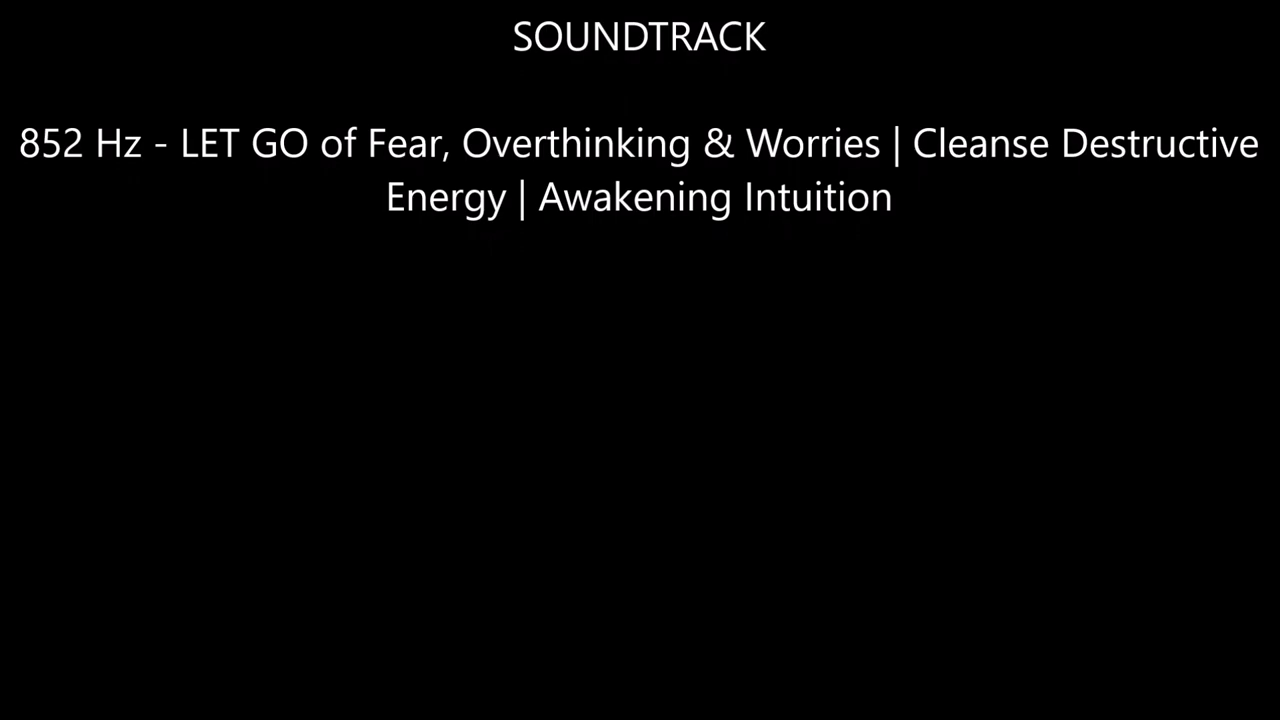 SOUNDTRACK
852 Hz - LET GO of Fear, Overthinking & Worries | Cleanse Destructive
Energy | Awakening Intuition